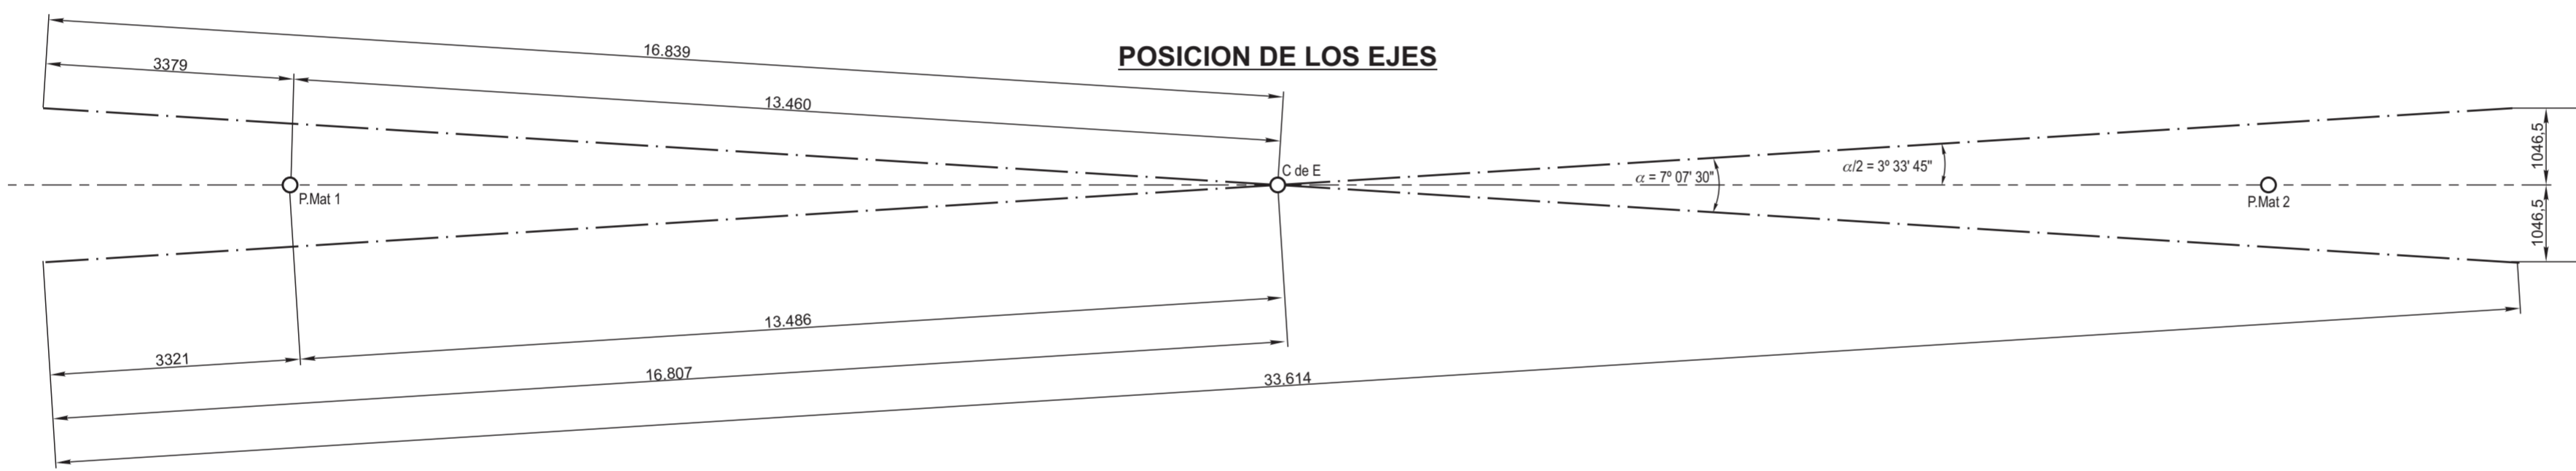 POSICION DE LOS EJES
16.839
3379
13.460
C de E
P.Mat 1
α = 7º 07' 30"
α/2 = 3º 33' 45"
P.Mat 2
1046,5
1046,5
13.486
3321
16.807
33.614